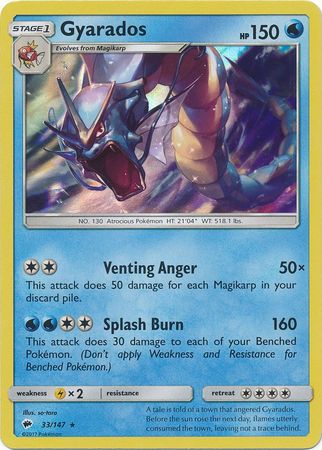 STAGE 1 Gyarados HP 150
Evolves from Magikarp
NO. 130 Atrocious Pokémon HT: 21'04" WT: 518.1 lbs.
Venting Anger 50×
This attack does 50 damage for each Magikarp in your
discard pile.
Splash Burn 160
This attack does 30 damage to each of your Benched
Pokémon. (Don't apply Weakness and Resistance for
Benched Pokémon.)
weakness × 2 resistance retreat
Illus. so-taro
33/147 ★
©2017 Pokémon
A tale is told of a town that angered Gyarados.
Before the sun rose the next day, flames entirely
consumed the town, leaving not a trace behind.